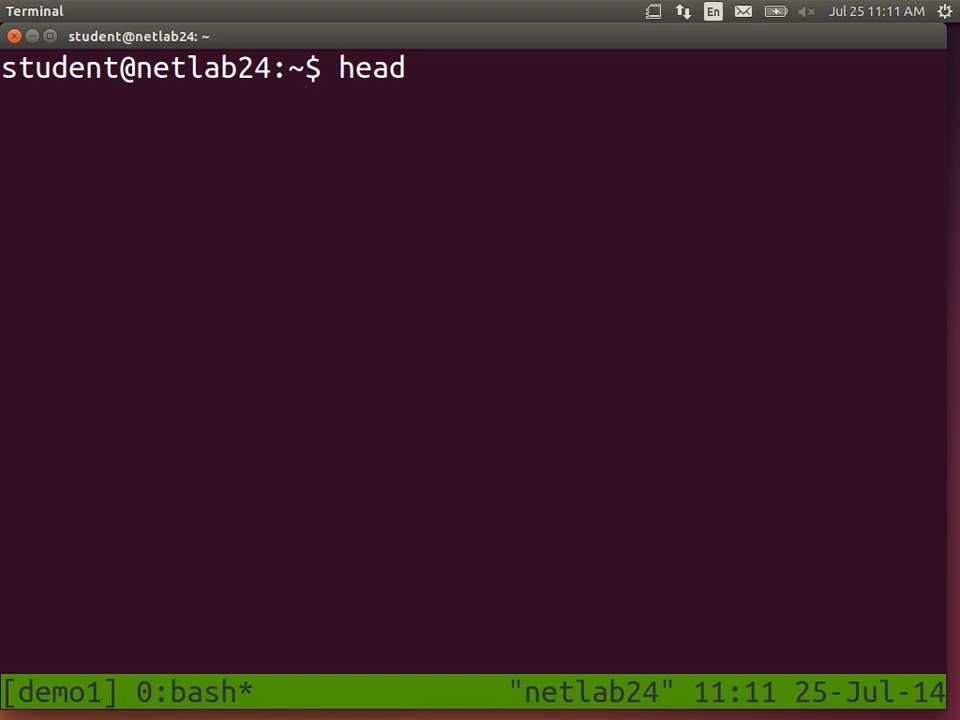 Terminal En Jul 25 11:11 AM
student@netlab24: ~
student@netlab24:~$ head
[demo1] 0:bash* "netlab24" 11:11 25-Jul-14